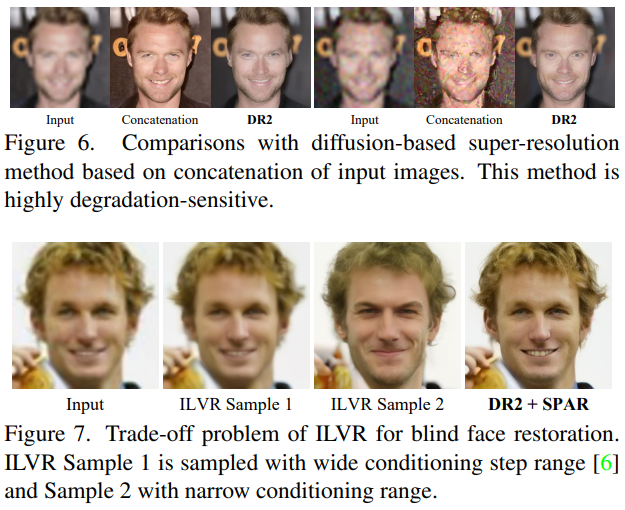 Input Concatenation DR2 Input Concatenation DR2
Figure 6. Comparisons with diffusion-based super-resolution
method based on concatenation of input images. This method is
highly degradation-sensitive.
Input ILVR Sample 1 ILVR Sample 2 DR2 + SPAR
Figure 7. Trade-off problem of ILVR for blind face restoration.
ILVR Sample 1 is sampled with wide conditioning step range [6]
and Sample 2 with narrow conditioning range.